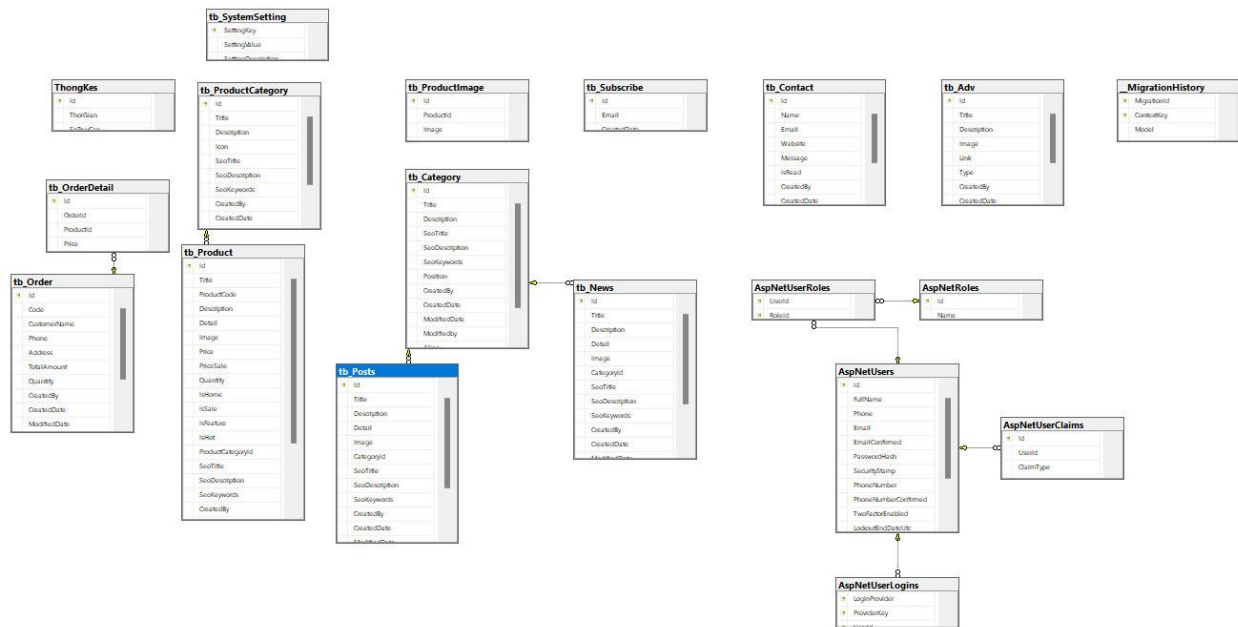 tb_SystemSetting
SettingKey
SettingValue
SettingDescription
ThongKes
Id
ThoiGian
SoTruyCap
tb_ProductCategory
Id
Title
Description
Icon
SeoTitle
SeoDescription
SeoKeywords
CreatedBy
CreatedDate
tb_ProductImage
Id
ProductId
Image
tb_Subscribe
Id
Email
CreatedDate
tb_Contact
Id
Name
Email
Website
Message
IsRead
CreatedBy
CreatedDate
tb_Adv
Id
Title
Description
Image
Link
Type
CreatedBy
CreatedDate
__MigrationHistory
MigrationId
ContextKey
Model
tb_OrderDetail
Id
OrderId
ProductId
Price
tb_Order
Id
Code
CustomerName
Phone
Address
TotalAmount
Quantity
CreatedBy
CreatedDate
ModifiedDate
tb_Product
Id
Title
ProductCode
Description
Detail
Image
Price
PriceSale
Quantity
IsHome
IsSale
IsFeature
IsHot
ProductCategoryId
SeoTitle
SeoDescription
SeoKeywords
CreatedBy
tb_Category
Id
Title
Description
SeoTitle
SeoDescription
SeoKeywords
Position
CreatedBy
CreatedDate
ModifiedDate
Modifiedby
tb_Posts
Id
Title
Description
Detail
Image
CategoryId
SeoTitle
SeoDescription
SeoKeywords
CreatedBy
CreatedDate
ModifiedDate
tb_News
Id
Title
Description
Detail
Image
CategoryId
SeoTitle
SeoDescription
SeoKeywords
CreatedBy
CreatedDate
ModifiedDate
AspNetUserRoles
UserId
RoleId
AspNetRoles
Id
Name
AspNetUsers
Id
FullName
Phone
Email
EmailConfirmed
PasswordHash
SecurityStamp
PhoneNumber
PhoneNumberConfirmed
TwoFactorEnabled
LockoutEndDateUtc
AspNetUserClaims
Id
UserId
ClaimType
AspNetUserLogins
LoginProvider
ProviderKey
UserId